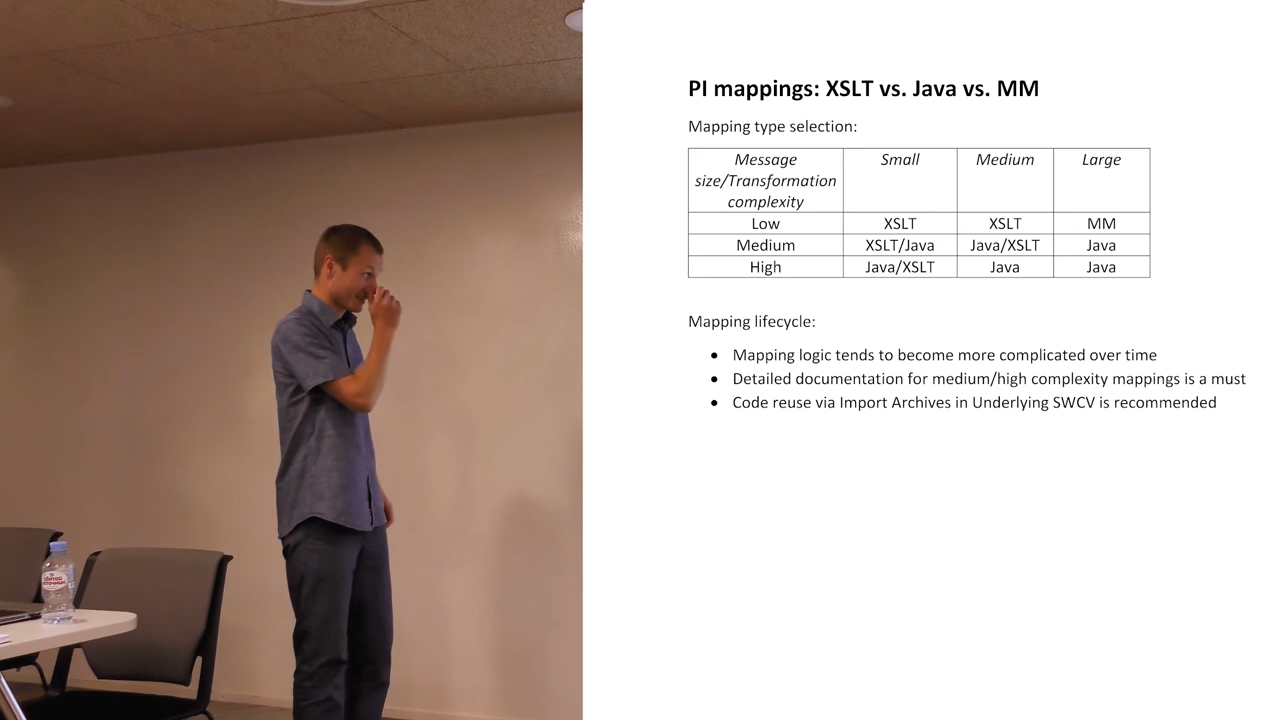 PI mappings: XSLT vs. Java vs. MM
Mapping type selection:
Message size/Transformation complexity Small Medium Large
Low XSLT XSLT MM
Medium XSLT/Java Java/XSLT Java
High Java/XSLT Java Java
Mapping lifecycle:
• Mapping logic tends to become more complicated over time
• Detailed documentation for medium/high complexity mappings is a must
• Code reuse via Import Archives in Underlying SWCV is recommended